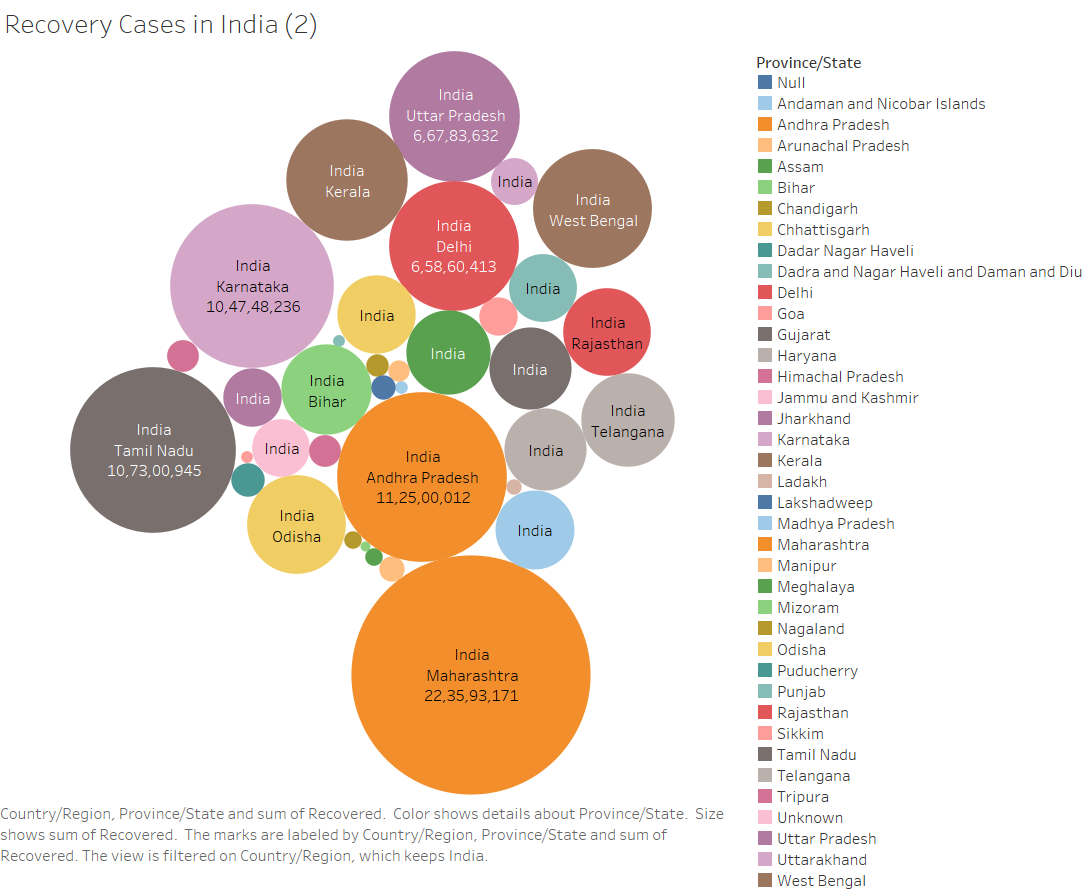 Recovery Cases in India (2)
India
Uttar Pradesh
6,67,83,632
India
Kerala
India
India
West Bengal
India
Delhi
6,58,60,413
India
Karnataka
10,47,48,236
India
India
India
Rajasthan
India
India
India
Bihar
India
India
Telangana
India
Tamil Nadu
10,73,00,945
India
India
India
Andhra Pradesh
11,25,00,012
India
Odisha
India
India
Maharashtra
22,35,93,171
Province/State
Null
Andaman and Nicobar Islands
Andhra Pradesh
Arunachal Pradesh
Assam
Bihar
Chandigarh
Chhattisgarh
Dadar Nagar Haveli
Dadra and Nagar Haveli and Daman and Diu
Delhi
Goa
Gujarat
Haryana
Himachal Pradesh
Jammu and Kashmir
Jharkhand
Karnataka
Kerala
Ladakh
Lakshadweep
Madhya Pradesh
Maharashtra
Manipur
Meghalaya
Mizoram
Nagaland
Odisha
Puducherry
Punjab
Rajasthan
Sikkim
Tamil Nadu
Telangana
Tripura
Unknown
Uttar Pradesh
Uttarakhand
West Bengal
Country/Region, Province/State and sum of Recovered.  Color shows details about Province/State.  Size
shows sum of Recovered.  The marks are labeled by Country/Region, Province/State and sum of
Recovered. The view is filtered on Country/Region, which keeps India.